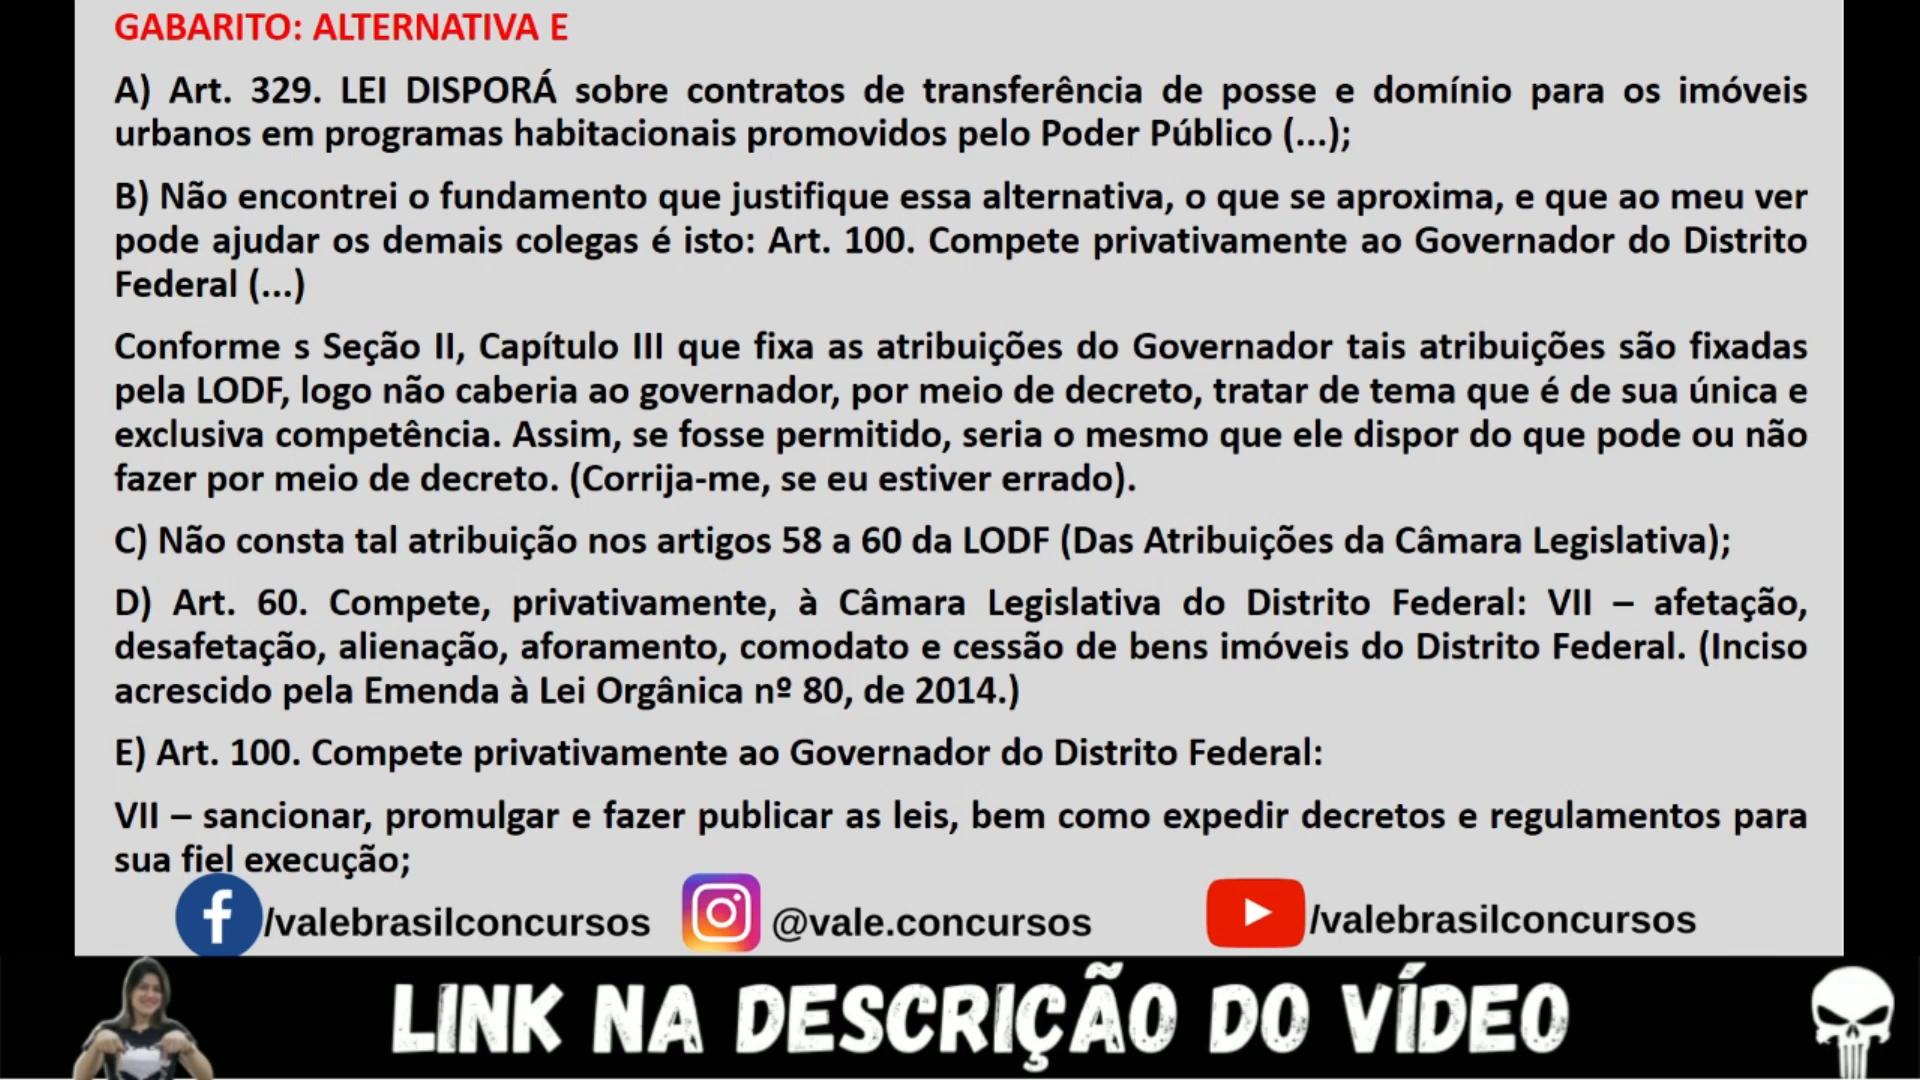 GABARITO: ALTERNATIVA E
A) Art. 329. LEI DISPORÁ sobre contratos de transferência de posse e domínio para os imóveis
urbanos em programas habitacionais promovidos pelo Poder Público (...);
B) Não encontrei o fundamento que justifique essa alternativa, o que se aproxima, e que ao meu ver
pode ajudar os demais colegas é isto: Art. 100. Compete privativamente ao Governador do Distrito
Federal (...)
Conforme s Seção II, Capítulo III que fixa as atribuições do Governador tais atribuições são fixadas
pela LODF, logo não caberia ao governador, por meio de decreto, tratar de tema que é de sua única e
exclusiva competência. Assim, se fosse permitido, seria o mesmo que ele dispor do que pode ou não
fazer por meio de decreto. (Corrija-me, se eu estiver errado).
C) Não consta tal atribuição nos artigos 58 a 60 da LODF (Das Atribuições da Câmara Legislativa);
D) Art. 60. Compete, privativamente, à Câmara Legislativa do Distrito Federal: VII – afetação,
desafetação, alienação, aforamento, comodato e cessão de bens imóveis do Distrito Federal. (Inciso
acrescido pela Emenda à Lei Orgânica nº 80, de 2014.)
E) Art. 100. Compete privativamente ao Governador do Distrito Federal:
VII – sancionar, promulgar e fazer publicar as leis, bem como expedir decretos e regulamentos para
sua fiel execução;
/valebrasilconcursos @vale.concursos /valebrasilconcursos
LINK NA DESCRIÇÃO DO VÍDEO